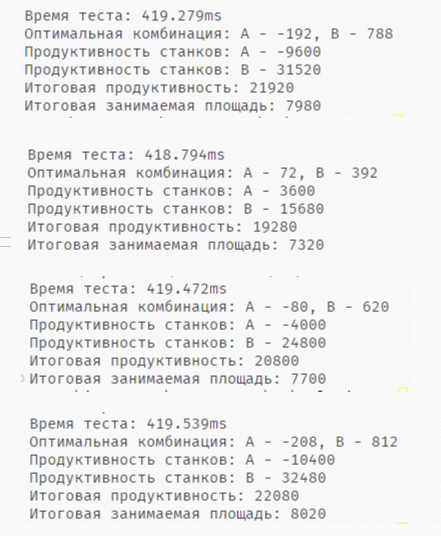 Время теста: 419.279ms
Оптимальная комбинация: A - -192, B - 788
Продуктивность станков: A - -9600
Продуктивность станков: B - 31520
Итоговая продуктивность: 21920
Итоговая занимаемая площадь: 7980
Время теста: 418.794ms
Оптимальная комбинация: A - 72, B - 392
Продуктивность станков: A - 3600
Продуктивность станков: B - 15680
Итоговая продуктивность: 19280
Итоговая занимаемая площадь: 7320
Время теста: 419.472ms
Оптимальная комбинация: A - -80, B - 620
Продуктивность станков: A - -4000
Продуктивность станков: B - 24800
Итоговая продуктивность: 20800
Итоговая занимаемая площадь: 7700
Время теста: 419.539ms
Оптимальная комбинация: A - -208, B - 812
Продуктивность станков: A - -10400
Продуктивность станков: B - 32480
Итоговая продуктивность: 22080
Итоговая занимаемая площадь: 8020